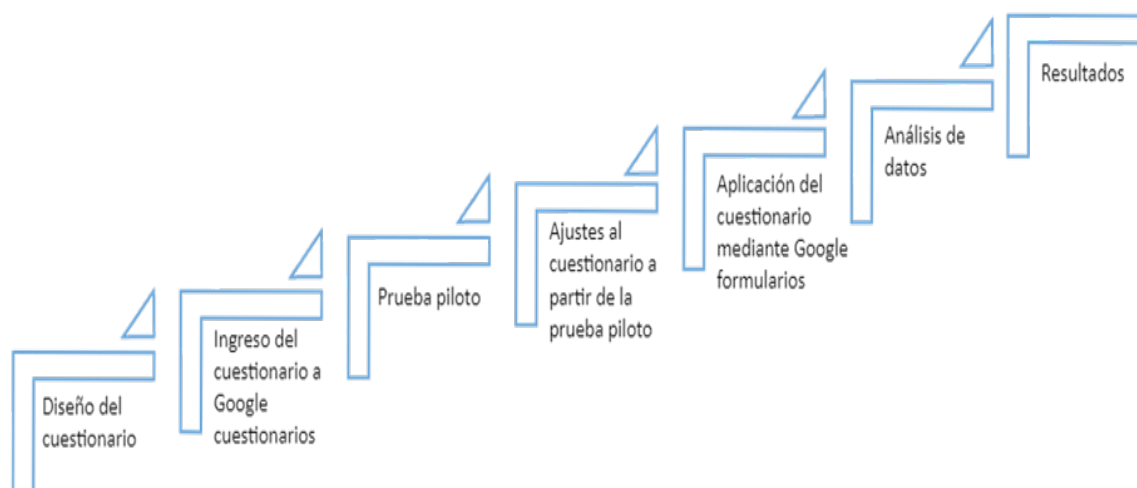 Diseño del
cuestionario
Ingreso del
cuestionario a
Google
cuestionarios
Prueba piloto
Ajustes al
cuestionario a
partir de la
prueba piloto
Aplicación del
cuestionario
mediante Google
formularios
Análisis de
datos
Resultados